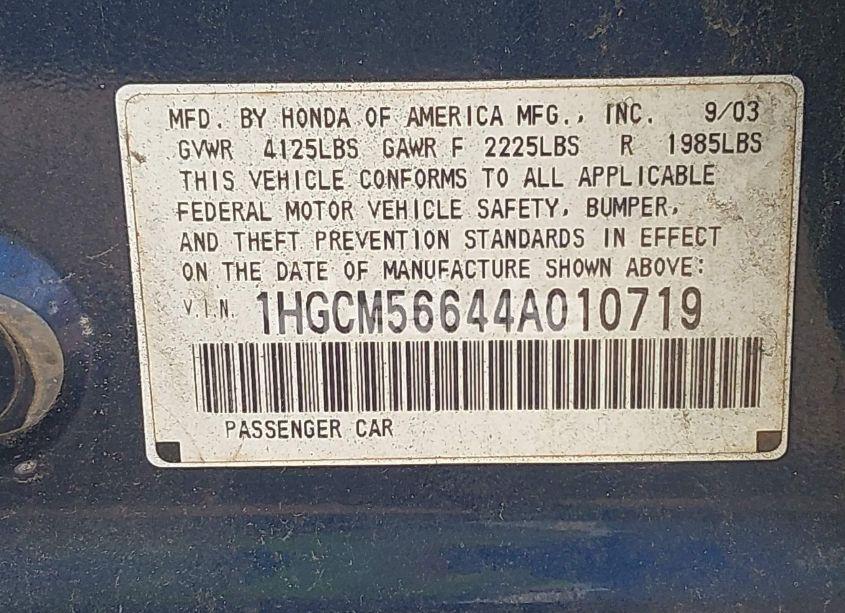 MFD. BY HONDA OF AMERICA MFG., INC. 9/03
GVWR 4125LBS GAWR F 2225LBS R 1985LBS
THIS VEHICLE CONFORMS TO ALL APPLICABLE
FEDERAL MOTOR VEHICLE SAFETY, BUMPER,
AND THEFT PREVENTION STANDARDS IN EFFECT
ON THE DATE OF MANUFACTURE SHOWN ABOVE:
V.I.N. 1HGCM56644A010719
PASSENGER CAR